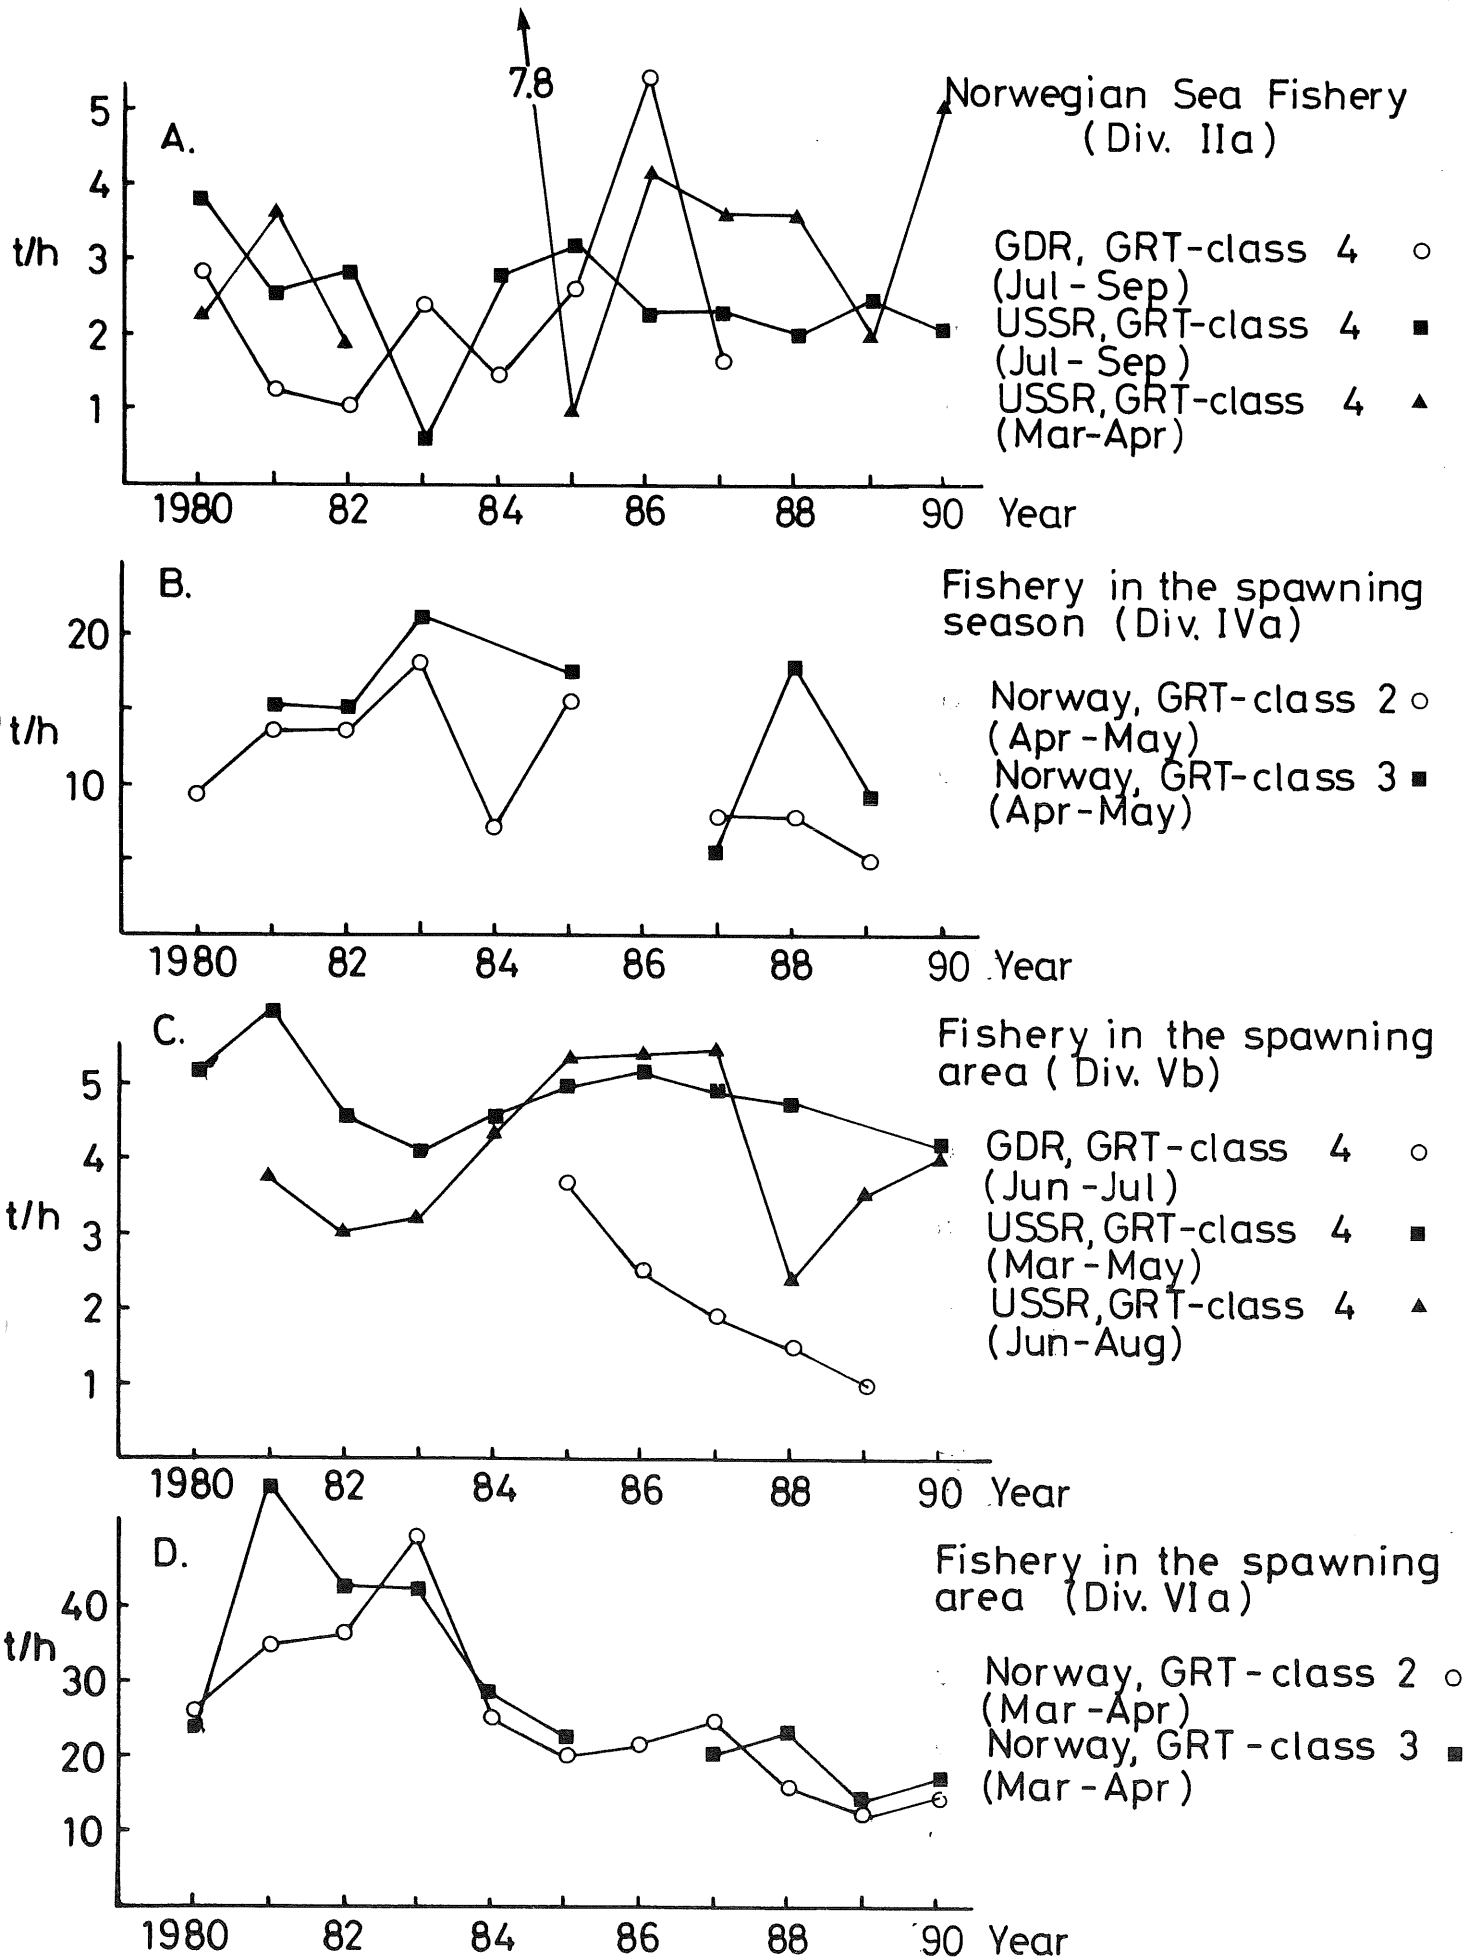 7.8
5
Norwegian Sea Fishery
A.
(Div. IIa)
4
t/h
3
GDR, GRT-class 4
(Jul-Sep)
2
USSR, GRT-class 4
(Jul-Sep)
1
USSR, GRT-class 4
(Mar-Apr)
1980 82 84 86 88 90 Year
B.
Fishery in the spawning
season (Div. IVa)
20
t/h
Norway, GRT-class 2
(Apr-May)
10
Norway, GRT-class 3
(Apr-May)
1980 82 84 86 88 90 Year
C.
Fishery in the spawning
area (Div. Vb)
5
4
GDR, GRT-class 4
(Jun-Jul)
t/h
3
USSR, GRT-class 4
(Mar-May)
2
USSR, GRT-class 4
(Jun-Aug)
1
1980 82 84 86 88 90 Year
D.
Fishery in the spawning
area (Div. VIa)
40
t/h
30
Norway, GRT-class 2
(Mar-Apr)
20
Norway, GRT-class 3
(Mar-Apr)
10
1980 82 84 86 88 90 Year